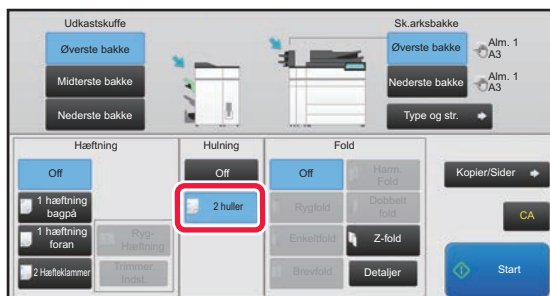 Udkastskuffe
Sk.arksbakke
Øverste bakke
Midterste bakke
Nederste bakke
Øverste bakke
Alm. 1
A3
Nederste bakke
Alm. 1
A3
Type og str.
Hæftning
Off
1 hæftning
bagpå
1 hæftning
foran
2 Hæfteklammer
Ryg-
Hæftning
Trimmer.
Indst.
Hulning
Off
2 huller
Fold
Off
Harm.
Fold
Rygfold
Dobbelt
fold
Enkeltfold
Z-fold
Brevfold
Detaljer
Kopier/Sider
CA
Start